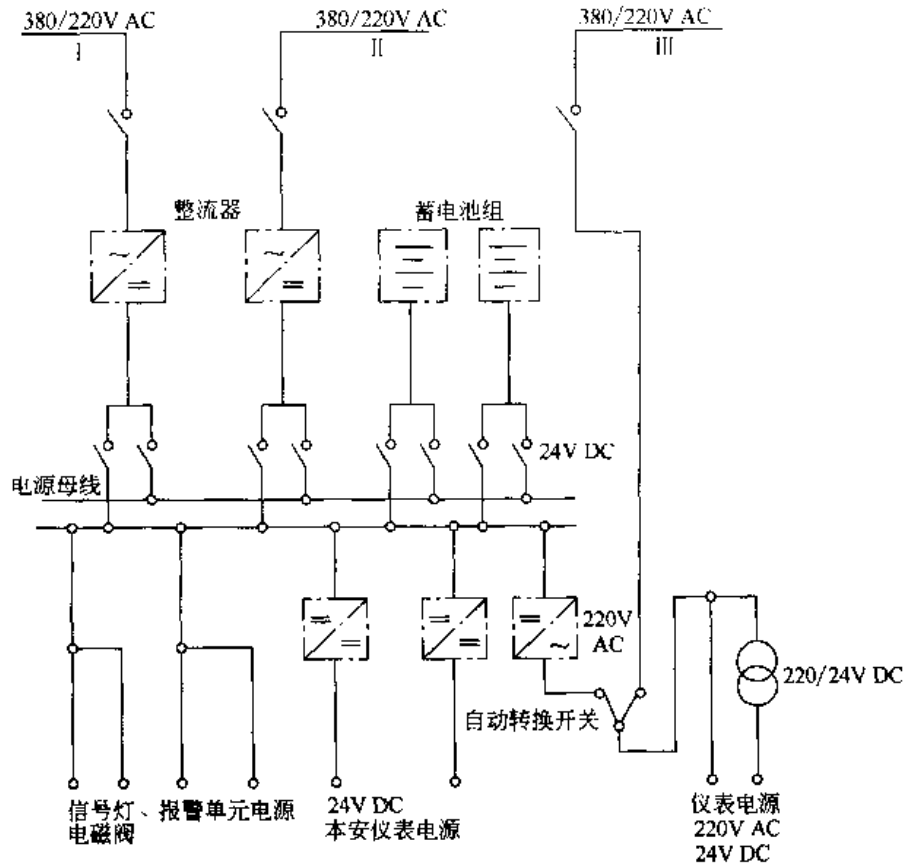 380/220V AC
I
380/220V AC
II
380/220V AC
III
整流器
蓄电池组
24V DC
电源母线
220V
AC
220/24V DC
自动转换开关
信号灯、报警单元电源
电磁阀
24V DC
本安仪表电源
仪表电源
220V AC
24V DC